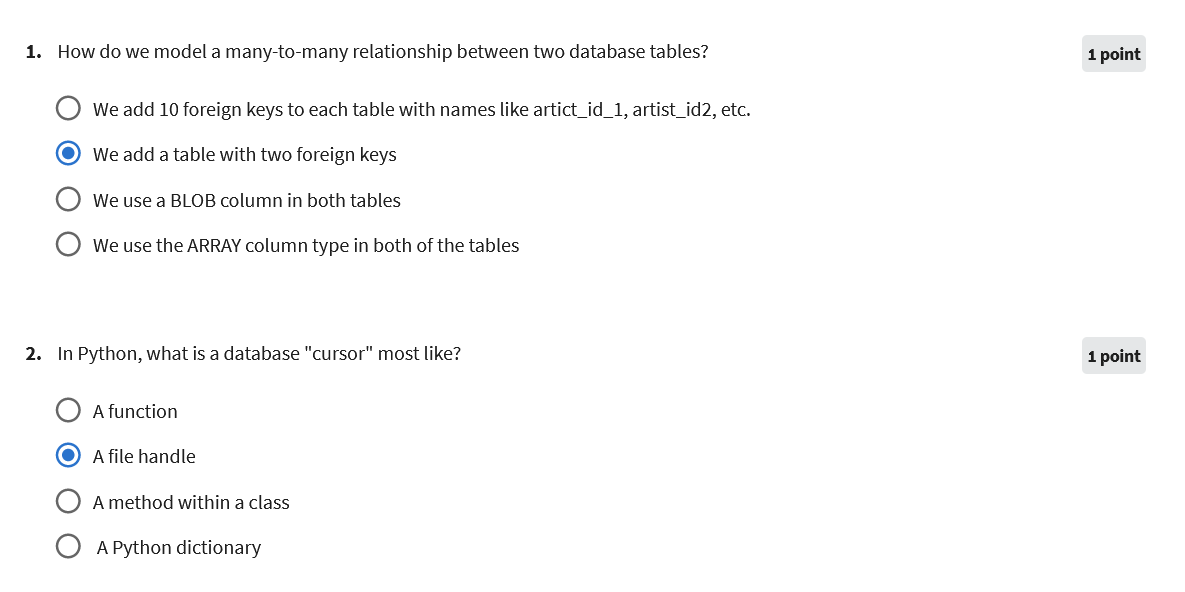 1. How do we model a many-to-many relationship between two database tables?
1 point
We add 10 foreign keys to each table with names like artict_id_1, artist_id2, etc.
We add a table with two foreign keys
We use a BLOB column in both tables
We use the ARRAY column type in both of the tables
2. In Python, what is a database "cursor" most like?
1 point
A function
A file handle
A method within a class
A Python dictionary